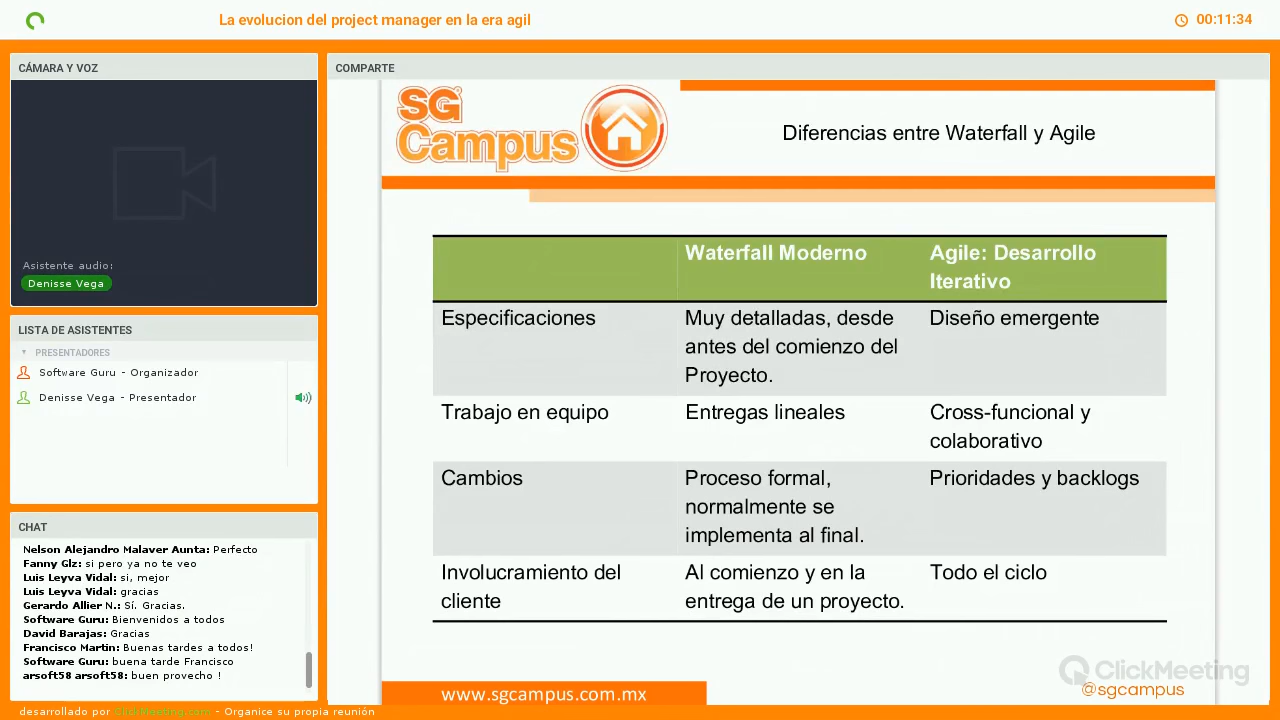 La evolucion del project manager en la era agil
00:11:34
CÁMARA Y VOZ
Asistente audio:
Denisse Vega
LISTA DE ASISTENTES
PRESENTADORES
Software Guru - Organizador
Denisse Vega - Presentador
CHAT
Nelson Alejandro Malaver Aunta: Perfecto
Fanny Glz: si pero ya no te veo
Luis Leyva Vidal: si, mejor
Luis Leyva Vidal: gracias
Gerardo Allier N.: Sí. Gracias.
Software Guru: Bienvenidos a todos
David Barajas: Gracias
Francisco Martin: Buenas tardes a todos!
Software Guru: buena tarde Francisco
arsoft58 arsoft58: buen provecho !
COMPARTE
SG
Campus
Diferencias entre Waterfall y Agile
Waterfall Moderno
Agile: Desarrollo
Iterativo
Especificaciones
Muy detalladas, desde
antes del comienzo del
Proyecto.
Diseño emergente
Trabajo en equipo
Entregas lineales
Cross-funcional y
colaborativo
Cambios
Proceso formal,
normalmente se
implementa al final.
Prioridades y backlogs
Involucramiento del
cliente
Al comienzo y en la
entrega de un proyecto.
Todo el ciclo
www.sgcampus.com.mx
ClickMeeting
@sgcampus
desarrollado por ClickMeeting.com - Organice su propia reunión